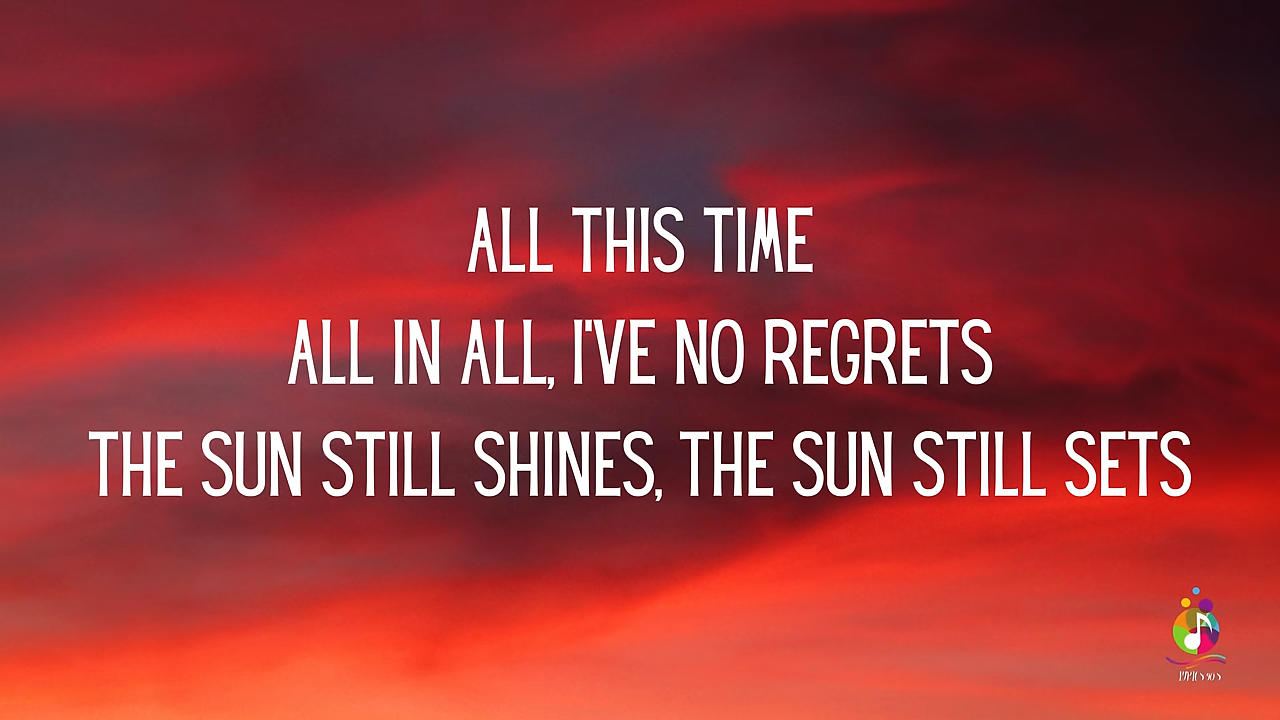 ALL THIS TIME
ALL IN ALL, I'VE NO REGRETS
THE SUN STILL SHINES, THE SUN STILL SETS